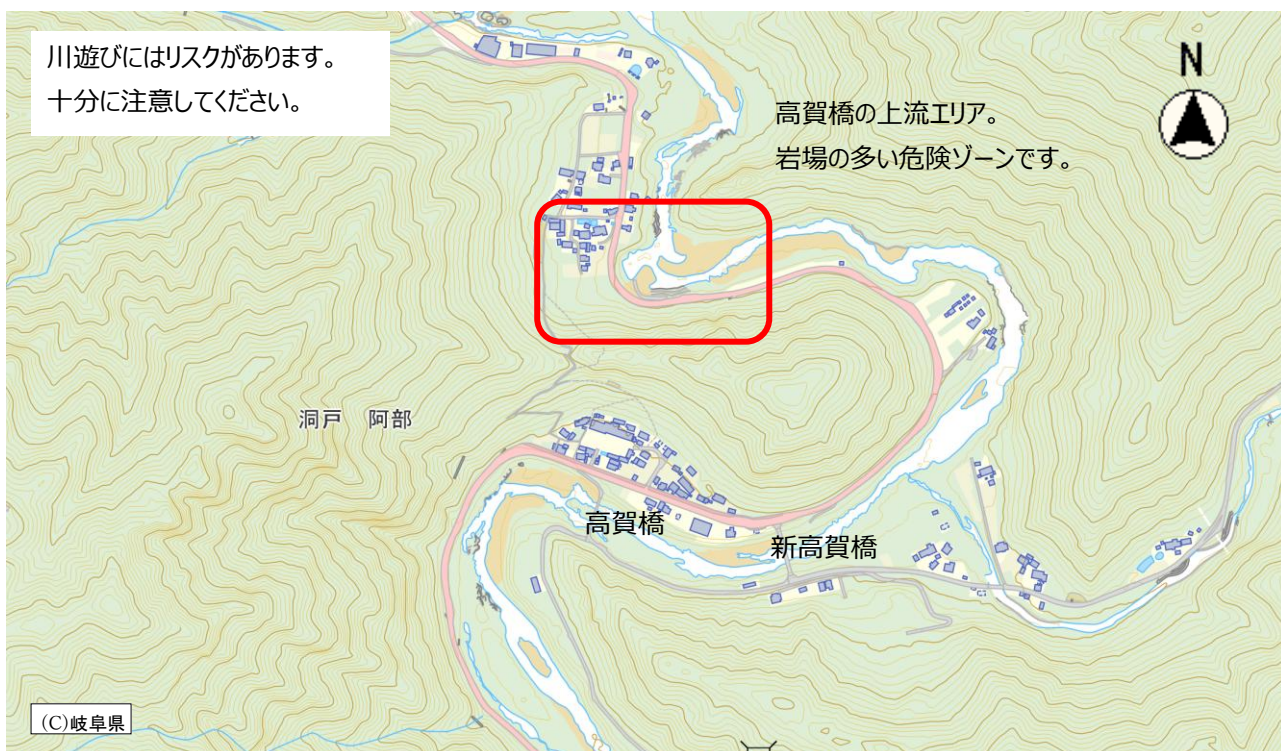 川遊びにはリスクがあります。
十分に注意してください。
N
高賀橋の上流エリア。
岩場の多い危険ゾーンです。
洞戸　阿部
高賀橋
新高賀橋
(C)岐阜県